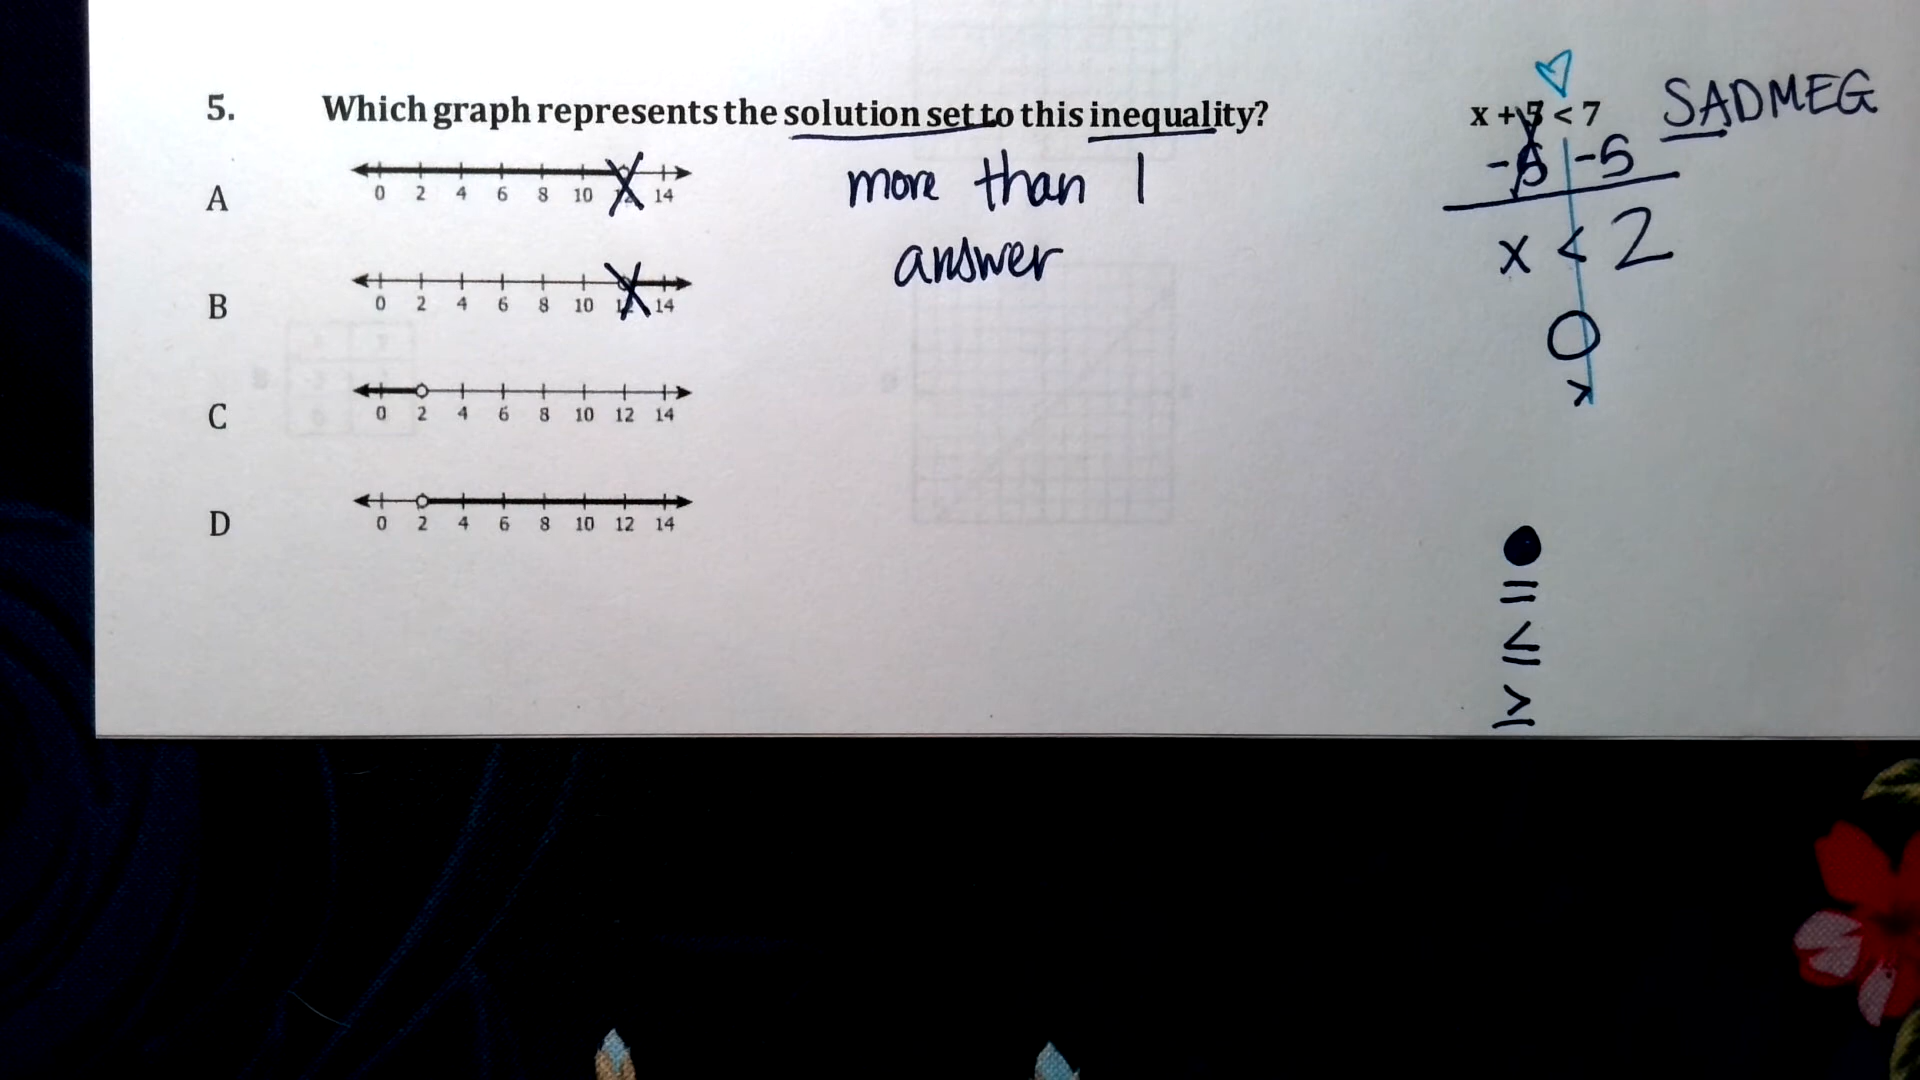 5. Which graph represents the solution set to this inequality? x + 5 < 7 SADMEG
-5 -5
x < 2
>
more than 1
answer
A
0 2 4 6 8 10 14
B
0 2 4 6 8 10 14
C
0 2 4 6 8 10 12 14
D
0 2 4 6 8 10 12 14
=
≤
≥